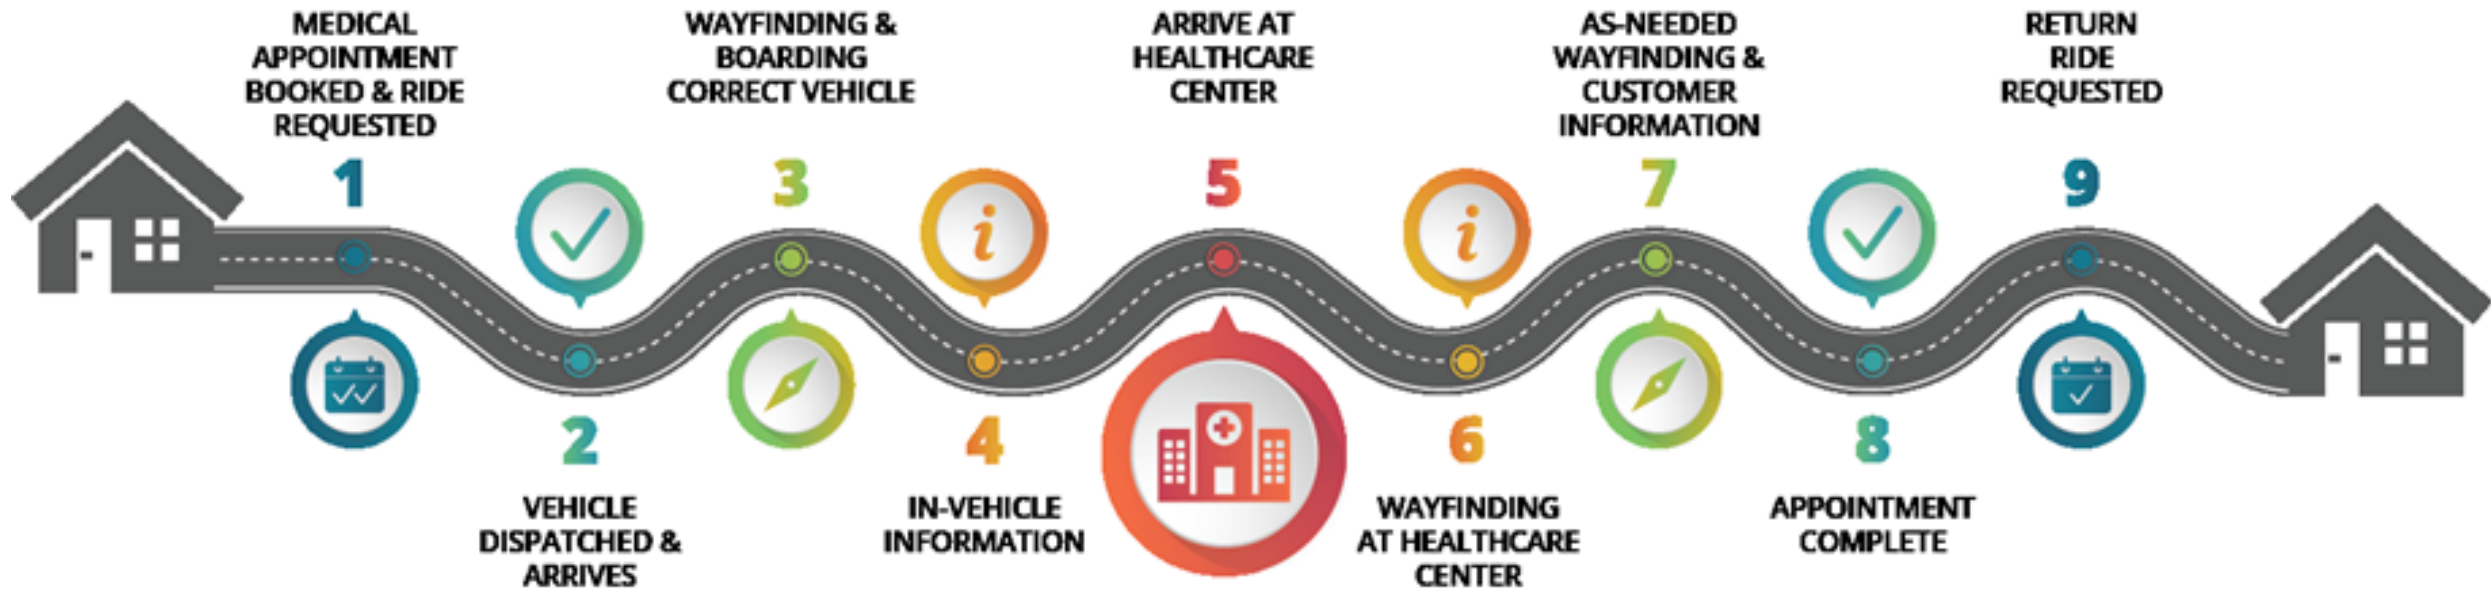 MEDICAL
APPOINTMENT
BOOKED & RIDE
REQUESTED
1
2
VEHICLE
DISPATCHED &
ARRIVES
WAYFINDING &
BOARDING
CORRECT VEHICLE
3
i
4
IN-VEHICLE
INFORMATION
ARRIVE AT
HEALTHCARE
CENTER
5
i
6
WAYFINDING
AT HEALTHCARE
CENTER
AS-NEEDED
WAYFINDING &
CUSTOMER
INFORMATION
7
8
APPOINTMENT
COMPLETE
RETURN
RIDE
REQUESTED
9